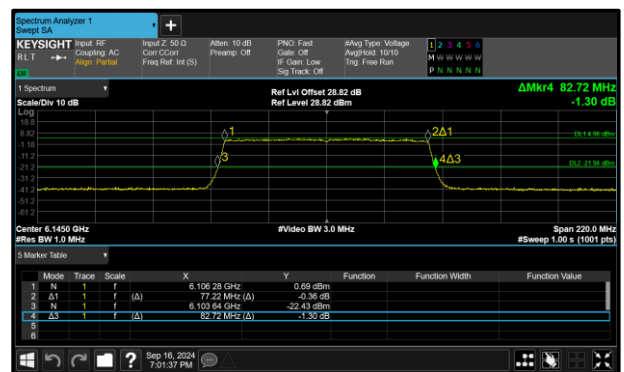 Spectrum Analyzer 1
Swept SA
KEYSIGHT Input: RF Input Z: 50 Ω Atten: 10 dB PNO: Fast #Avg Type: Voltage 1 2 3 4 5 6
RLT Coupling: AC Corr CCorr Preamp: Off Gate: Off Avg|Hold: 10/10 M W W W W W
Align: Partial Freq Ref: Int (S) IF Gain: Low Trig: Free Run
Sig Track: Off P N N N N N
1 Spectrum Ref Lvl Offset 28.82 dB ΔMkr4 82.72 MHz
Scale/Div 10 dB Ref Level 28.82 dBm -1.30 dB
Log
18.8
8.82 1 2Δ1 DL1 4.06 dBm
-1.18
-11.2 3 4Δ3
-21.2 DL2 -21.94 dBm
-31.2
-41.2
-51.2
-61.2
Center 6.1450 GHz #Video BW 3.0 MHz Span 220.0 MHz
#Res BW 1.0 MHz #Sweep 1.00 s (1001 pts)
5 Marker Table
Mode Trace Scale X Y Function Function Width Function Value
1 N 1 f 6.106 28 GHz 0.69 dBm
2 Δ1 1 f (Δ) 77.22 MHz (Δ) -0.36 dB
3 N 1 f 6.103 64 GHz -22.43 dBm
4 Δ3 1 f (Δ) 82.72 MHz (Δ) -1.30 dB
5
6
? Sep 16, 2024
7:01:37 PM